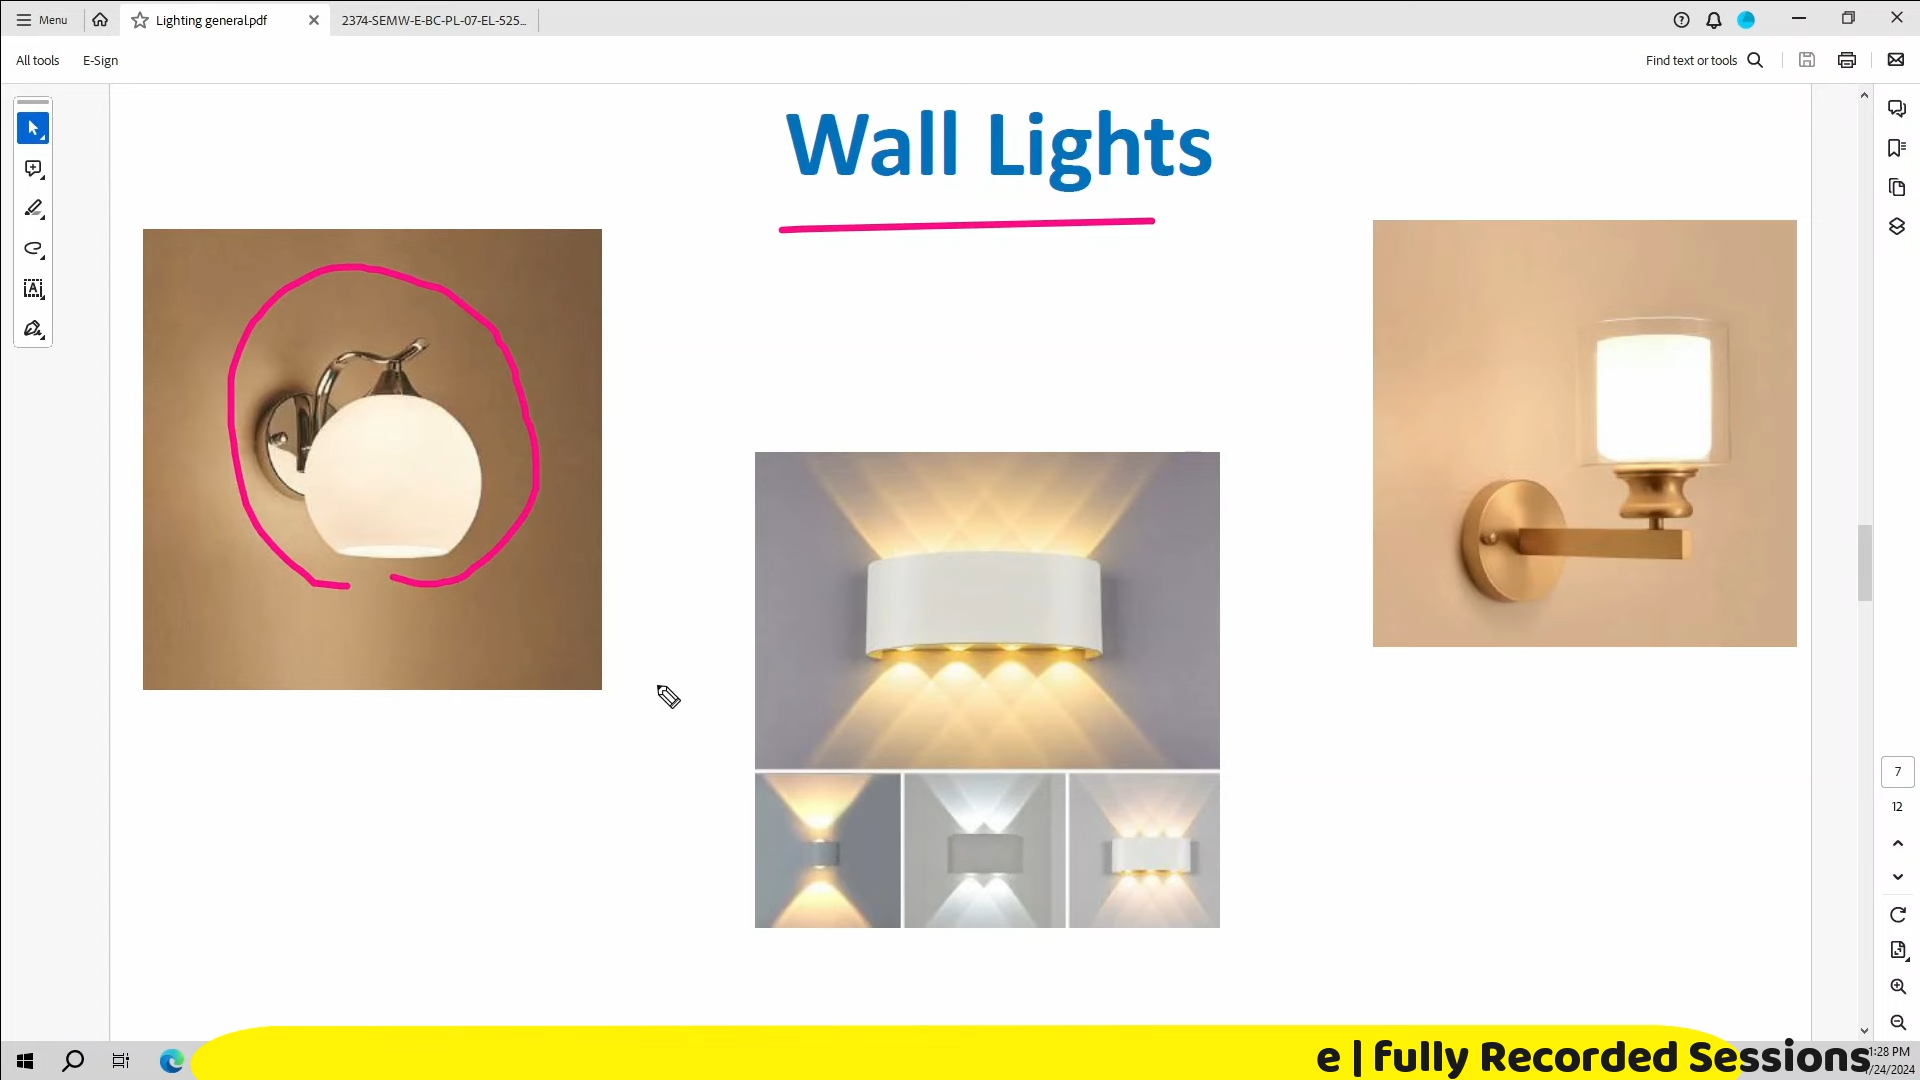 Menu
Lighting general.pdf
2374-SEMW-E-BC-PL-07-EL-525...
All tools
E-Sign
Find text or tools
Wall Lights
7
12
e | fully Recorded Sessions
1:28 PM
/24/2024